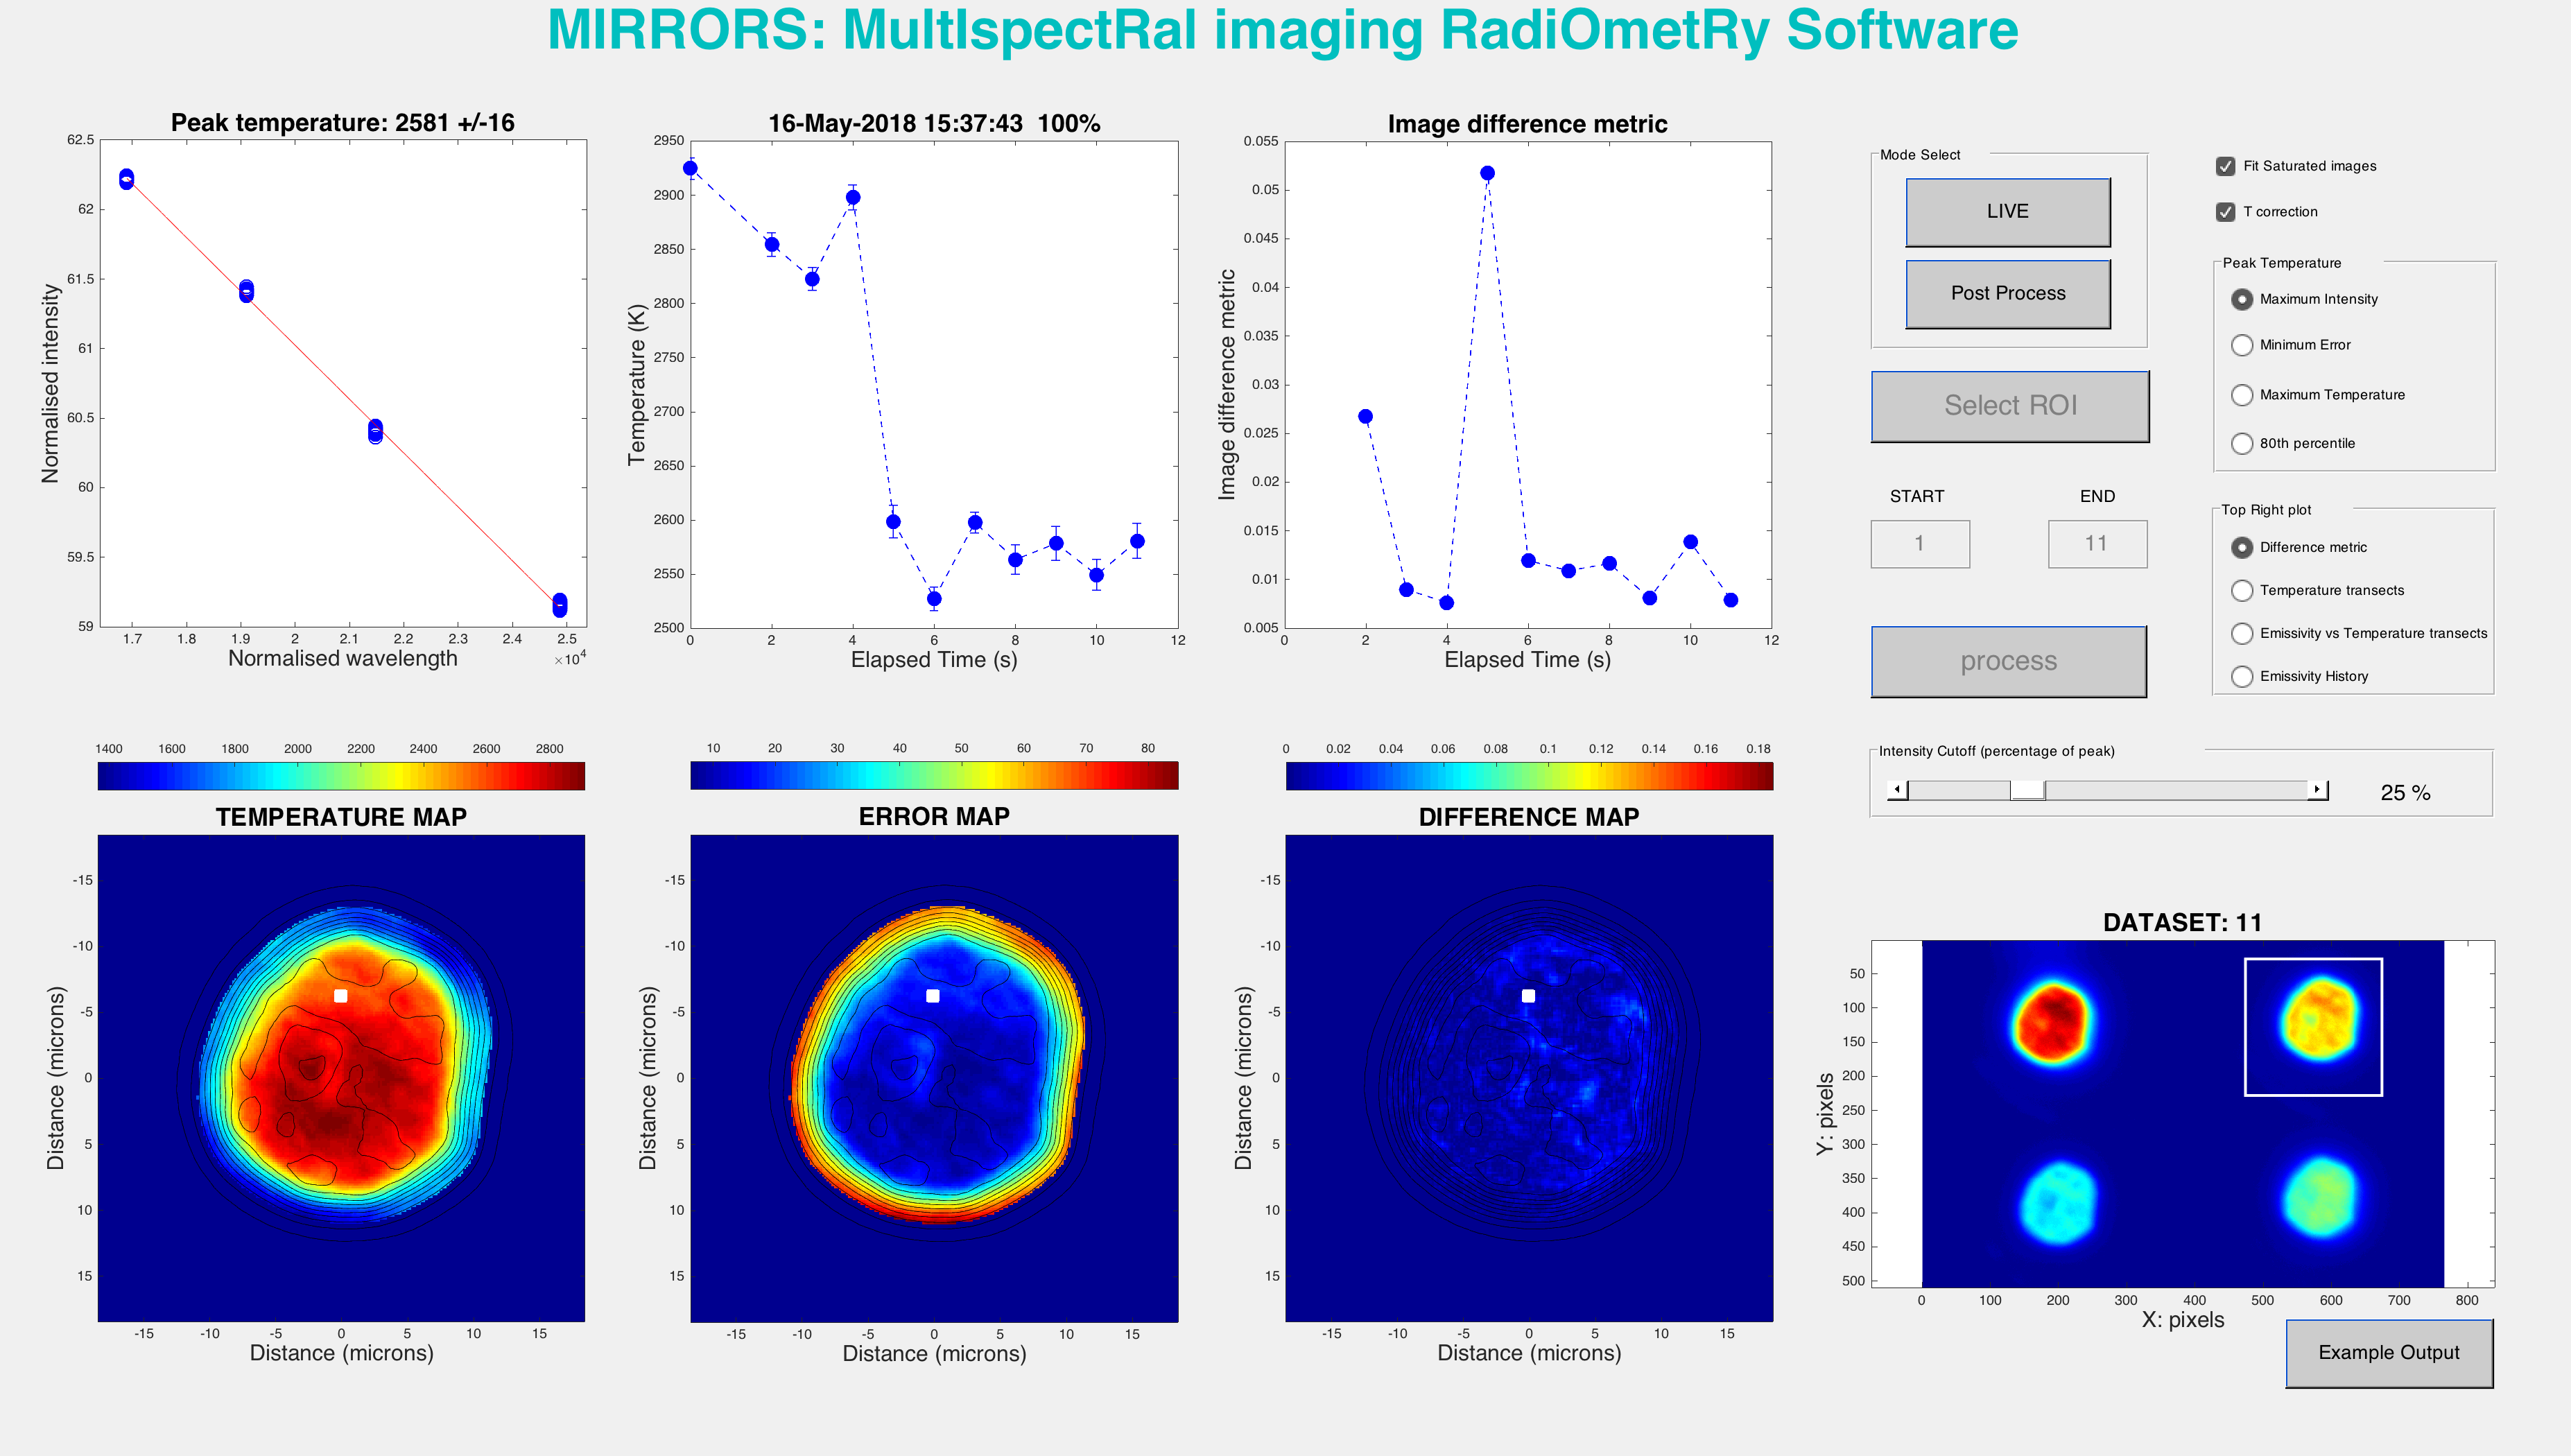 MIRRORS: MultIspectRal imaging RadiOmetRy Software
Peak temperature: 2581 +/-16
62.5
62
61.5
61
60.5
60
59.5
59
Normalised intensity
1.7 1.8 1.9 2 2.1 2.2 2.3 2.4 2.5
×10⁴
Normalised wavelength
16-May-2018 15:37:43 100%
2950
2900
2850
2800
2750
2700
2650
2600
2550
2500
Temperature (K)
0 2 4 6 8 10 12
Elapsed Time (s)
Image difference metric
0.055
0.05
0.045
0.04
0.035
0.03
0.025
0.02
0.015
0.01
0.005
Image difference metric
0 2 4 6 8 10 12
Elapsed Time (s)
Mode Select
LIVE
Post Process
Select ROI
START END
1 11
process
Fit Saturated images
T correction
Peak Temperature
Maximum Intensity
Minimum Error
Maximum Temperature
80th percentile
Top Right plot
Difference metric
Temperature transects
Emissivity vs Temperature transects
Emissivity History
Intensity Cutoff (percentage of peak)
25 %
1400 1600 1800 2000 2200 2400 2600 2800
TEMPERATURE MAP
-15
-10
-5
0
5
10
15
Distance (microns)
-15 -10 -5 0 5 10 15
Distance (microns)
10 20 30 40 50 60 70 80
ERROR MAP
-15
-10
-5
0
5
10
15
Distance (microns)
-15 -10 -5 0 5 10 15
Distance (microns)
0 0.02 0.04 0.06 0.08 0.1 0.12 0.14 0.16 0.18
DIFFERENCE MAP
-15
-10
-5
0
5
10
15
Distance (microns)
-15 -10 -5 0 5 10 15
Distance (microns)
DATASET: 11
50
100
150
200
250
300
350
400
450
500
Y: pixels
0 100 200 300 400 500 600 700 800
X: pixels
Example Output